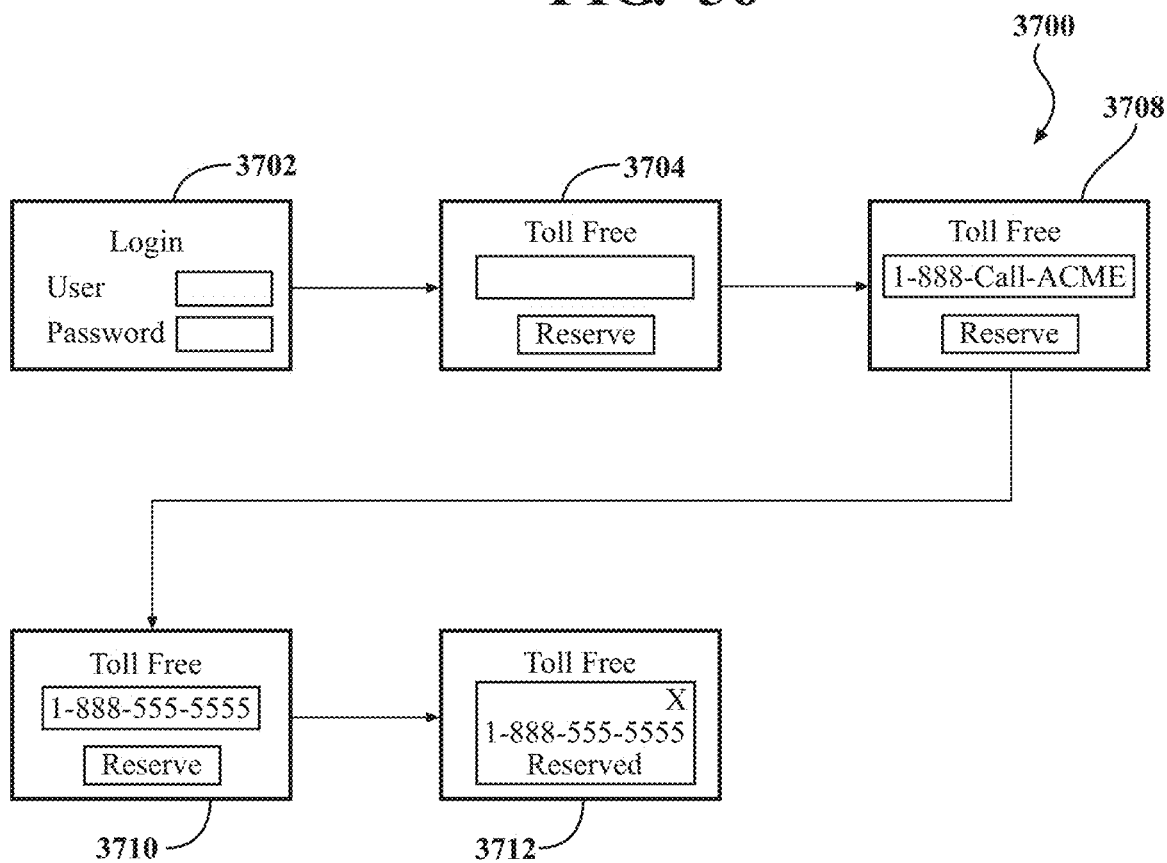 3700
3708
3702
3704
Login
User
Password
Toll Free
Reserve
Toll Free
1-888-Call-ACME
Reserve
Toll Free
1-888-555-5555
Reserve
Toll Free
X
1-888-555-5555
Reserved
3710
3712